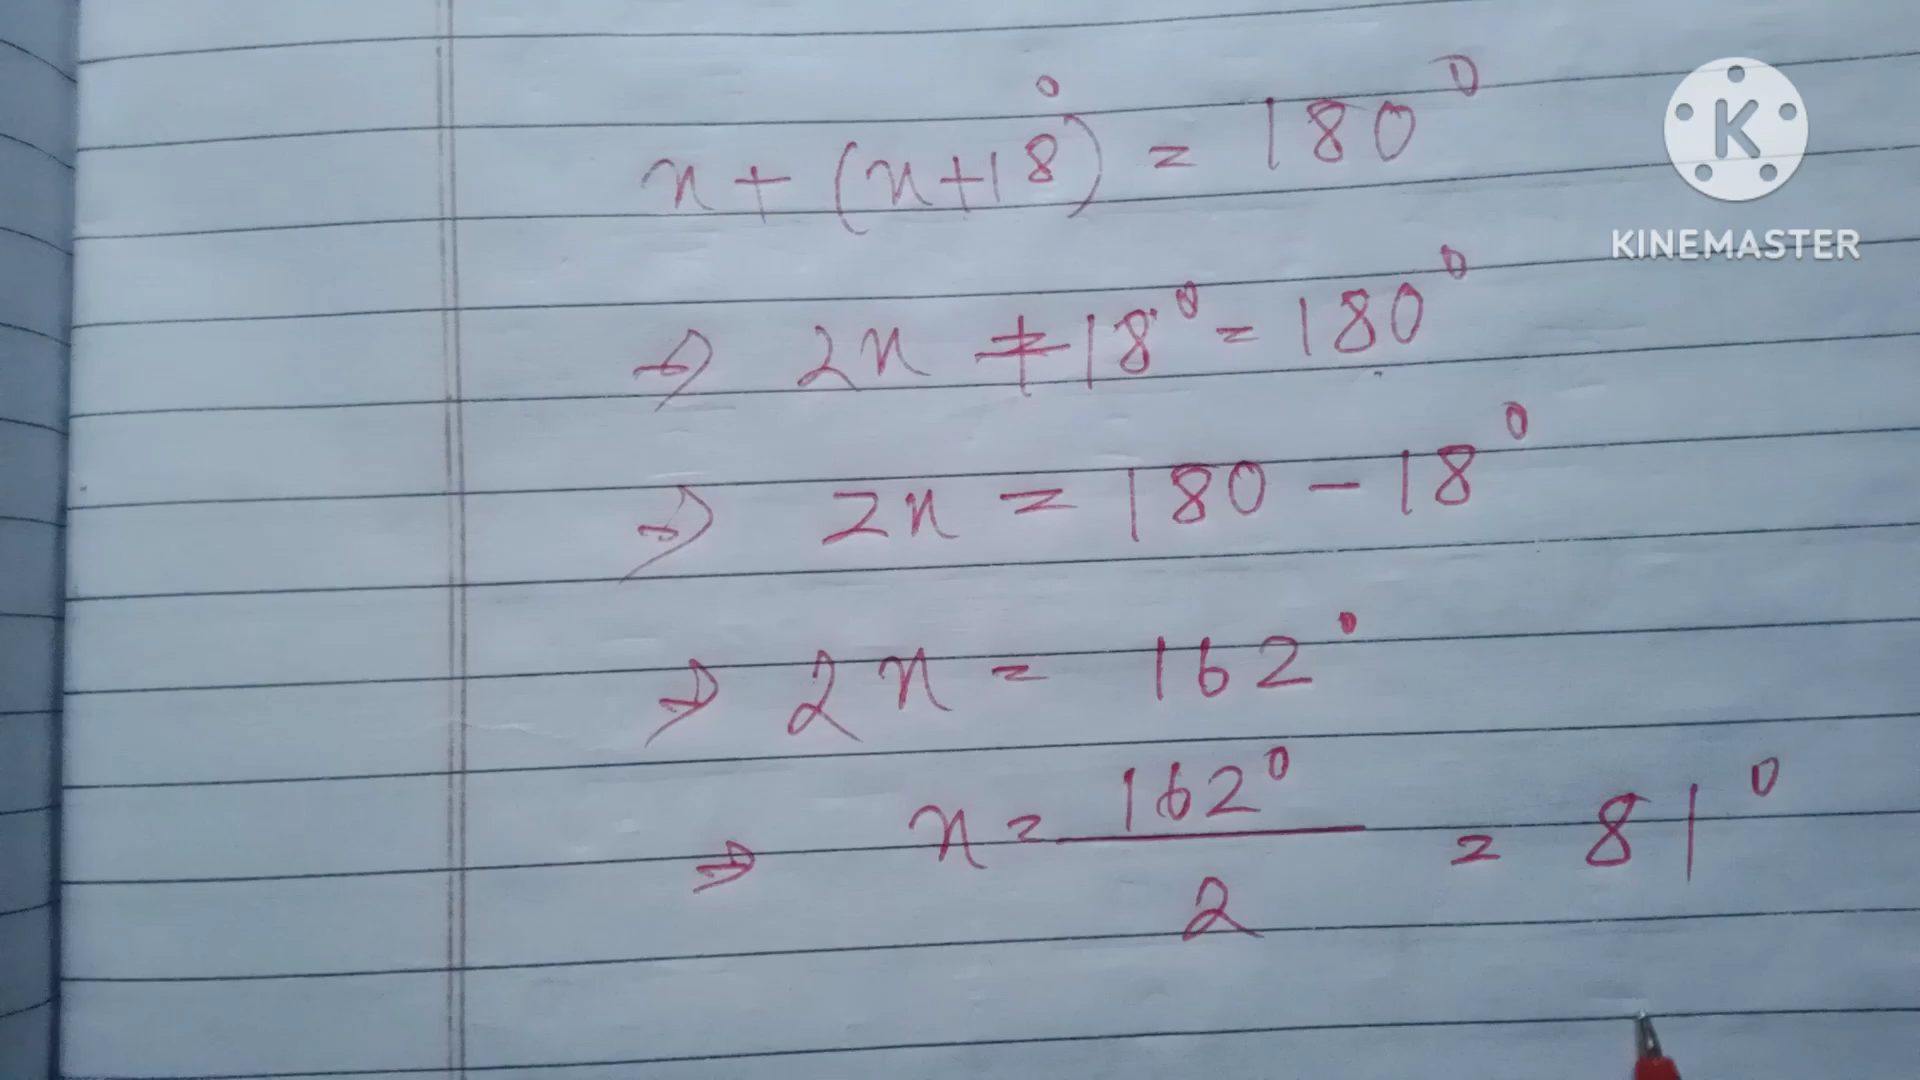 x + (x+18°) = 180°
⇒ 2x + 18° = 180°
⇒ 2x = 180 - 18°
⇒ 2x = 162°
⇒ x = 162°/2 = 81°
K
KINEMASTER